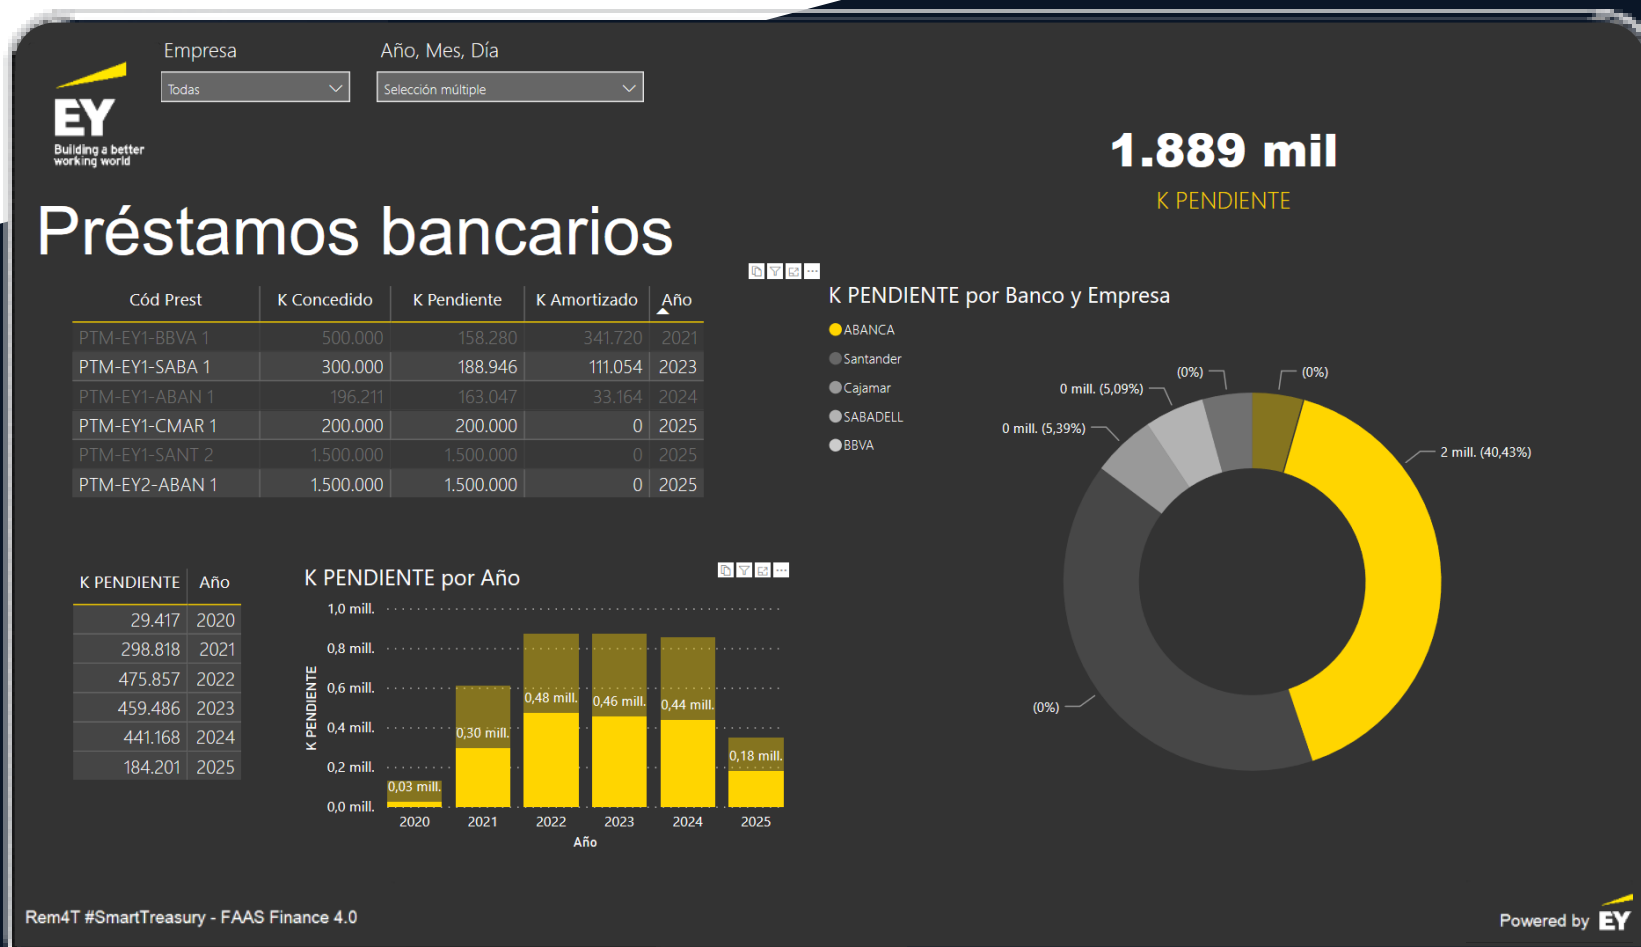 Empresa
Año, Mes, Día
Todas
Selección múltiple
EY
Building a better
working world
1.889 mil
K PENDIENTE
Préstamos bancarios
Cód Prest K Concedido K Pendiente K Amortizado Año
PTM-EY1-BBVA 1 500.000 158.280 341.720 2021
PTM-EY1-SABA 1 300.000 188.946 111.054 2023
PTM-EY1-ABAN 1 196.211 163.047 33.164 2024
PTM-EY1-CMAR 1 200.000 200.000 0 2025
PTM-EY1-SANT 2 1.500.000 1.500.000 0 2025
PTM-EY2-ABAN 1 1.500.000 1.500.000 0 2025
K PENDIENTE por Banco y Empresa
ABANCA
Santander
Cajamar
SABADELL
BBVA
(0%)
(0%)
0 mill. (5,09%)
0 mill. (5,39%)
2 mill. (40,43%)
(0%)
K PENDIENTE Año
29.417 2020
298.818 2021
475.857 2022
459.486 2023
441.168 2024
184.201 2025
K PENDIENTE por Año
K PENDIENTE
1,0 mill.
0,8 mill.
0,6 mill.
0,4 mill.
0,2 mill.
0,0 mill.
0,03 mill.
0,30 mill.
0,48 mill.
0,46 mill.
0,44 mill.
0,18 mill.
2020 2021 2022 2023 2024 2025
Año
Rem4T #SmartTreasury - FAAS Finance 4.0
Powered by EY